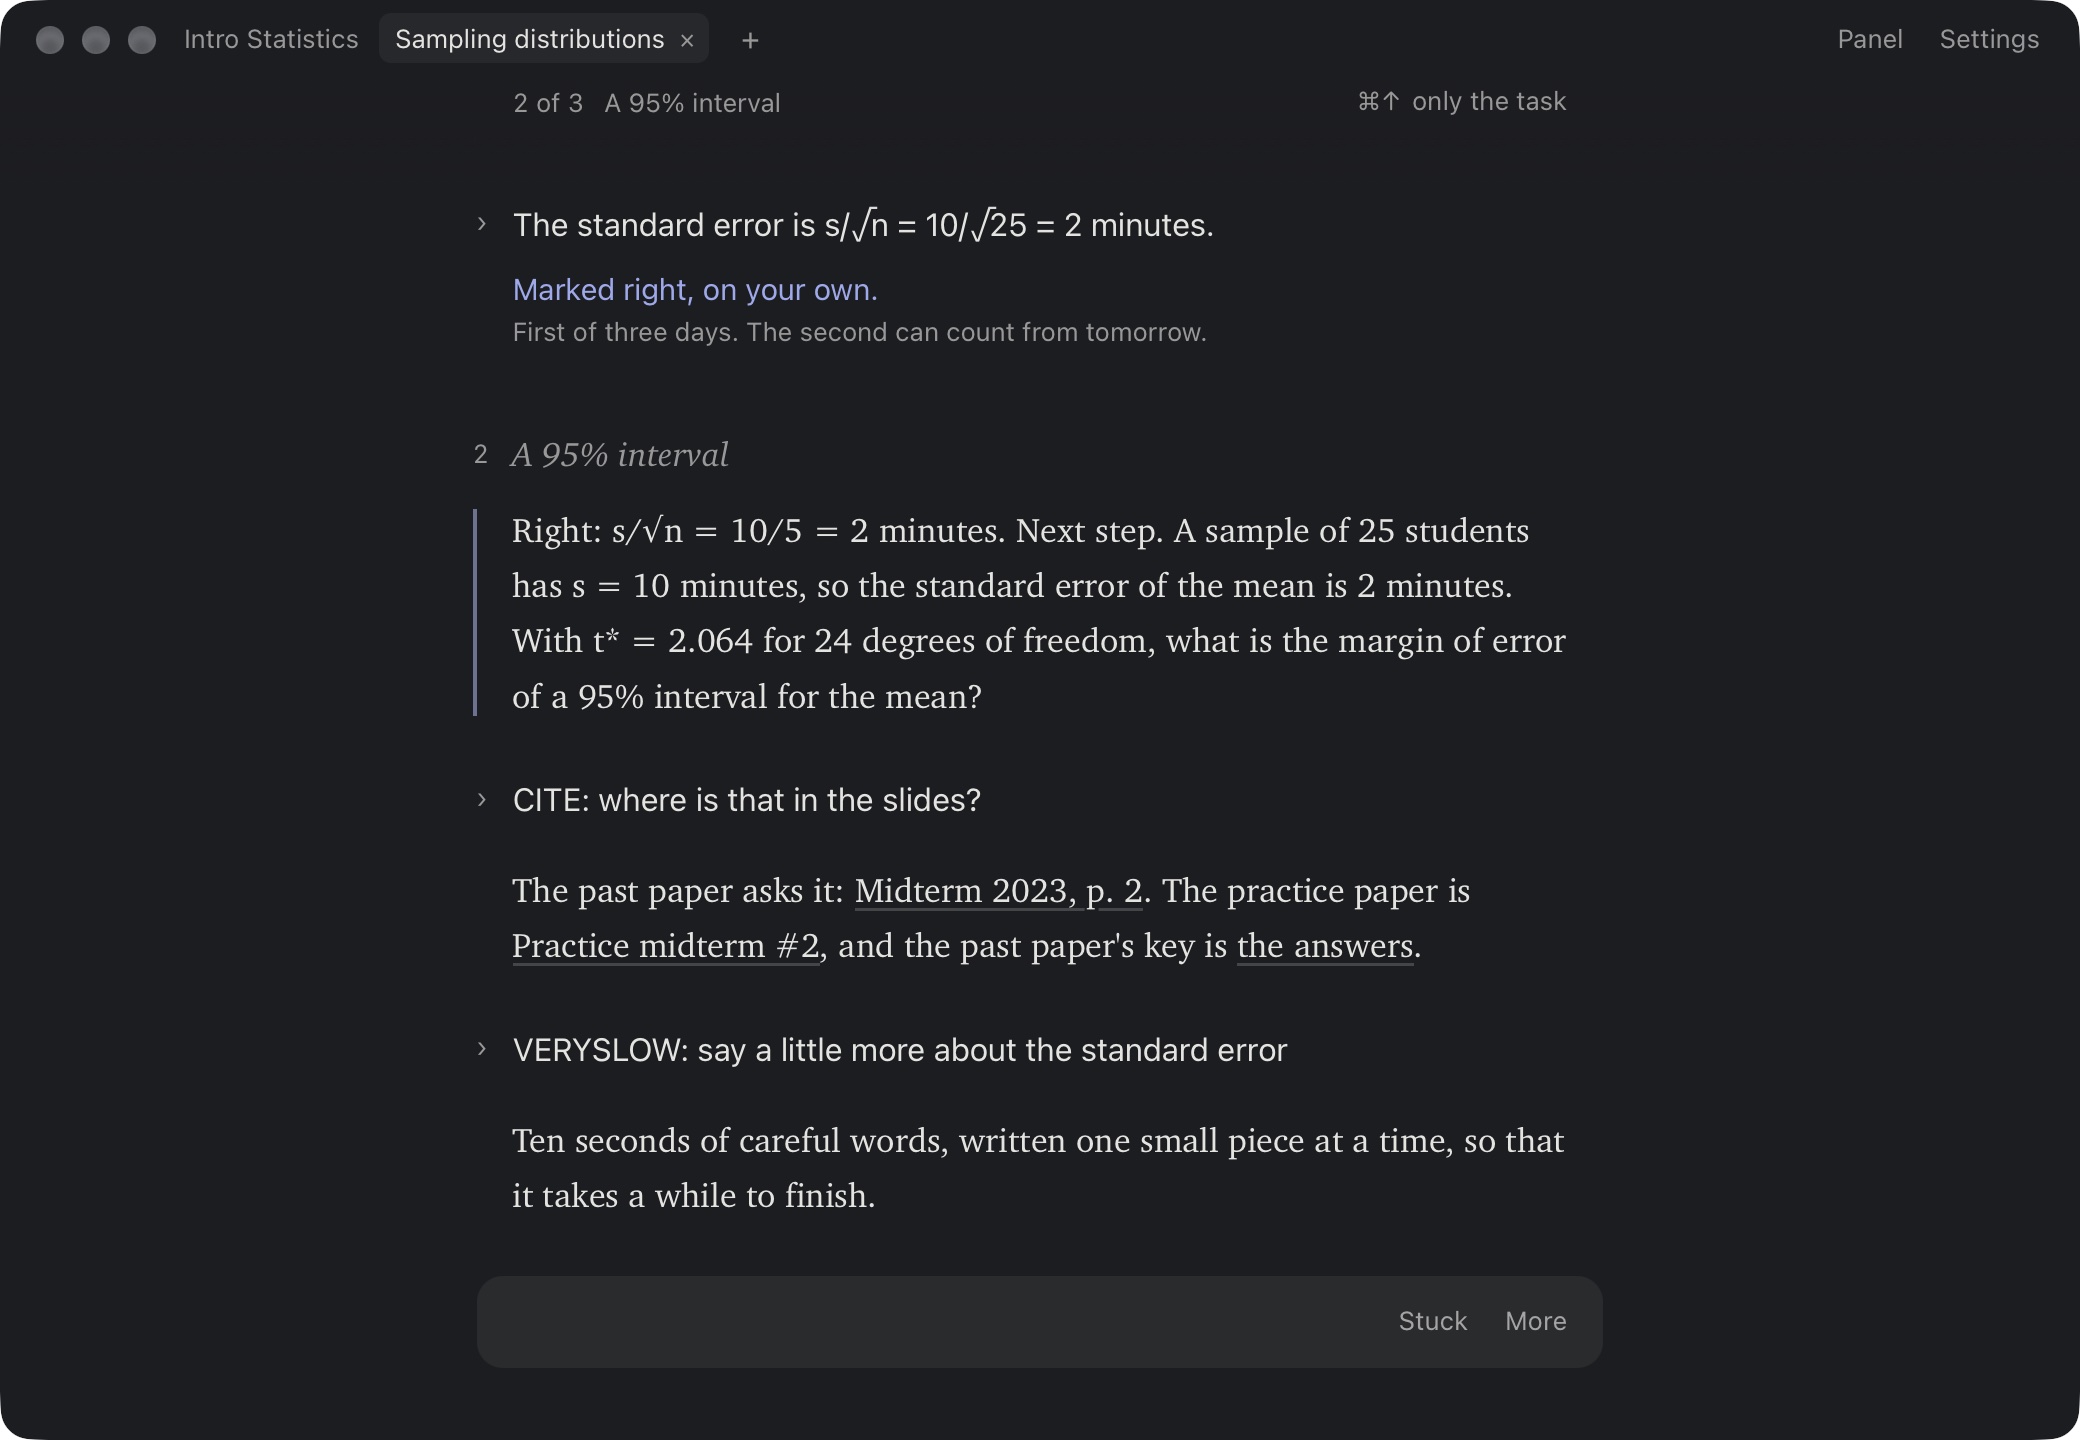 Intro Statistics
Sampling distributions ×
+
Panel
Settings
2 of 3 A 95% interval
⌘↑ only the task
› The standard error is s/√n = 10/√25 = 2 minutes.
Marked right, on your own.
First of three days. The second can count from tomorrow.
2 A 95% interval
Right: s/√n = 10/5 = 2 minutes. Next step. A sample of 25 students
has s = 10 minutes, so the standard error of the mean is 2 minutes.
With t* = 2.064 for 24 degrees of freedom, what is the margin of error
of a 95% interval for the mean?
› CITE: where is that in the slides?
The past paper asks it: Midterm 2023, p. 2. The practice paper is
Practice midterm #2, and the past paper's key is the answers.
› VERYSLOW: say a little more about the standard error
Ten seconds of careful words, written one small piece at a time, so that
it takes a while to finish.
Stuck
More